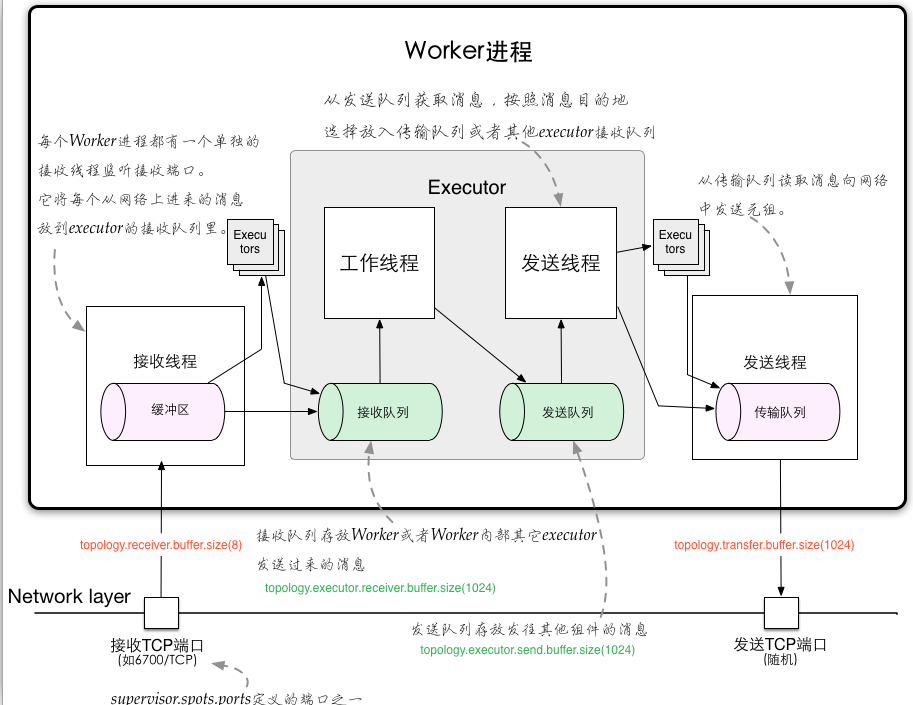 Worker进程
从发送队列获取消息，按照消息目的地
选择放入传输队列或者其他executor接收队列
每个Worker进程都有一个单独的
接收线程监听接收端口。
它将每个从网络上进来的消息
放到executor的接收队列里。
从传输队列读取消息向网络
中发送元组。
Executor
Execu
tors
工作线程
发送线程
Execu
tors
接收线程
缓冲区
接收队列
发送队列
发送线程
传输队列
接收队列存放Worker或者Worker内部其它executor
发送过来的消息
topology.receiver.buffer.size(8)
topology.executor.receiver.buffer.size(1024)
topology.transfer.buffer.size(1024)
Network layer
发送队列存放发往其他组件的消息
topology.executor.send.buffer.size(1024)
接收TCP端口
(如6700/TCP)
发送TCP端口
(随机)
supervisor.spots.ports定义的端口之一